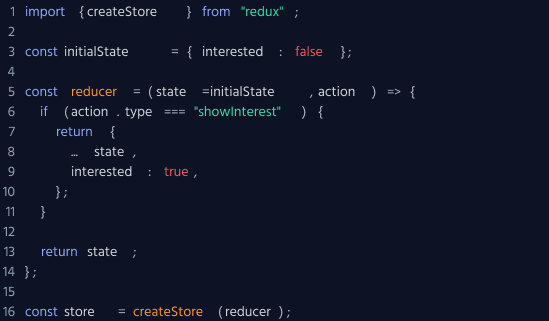 1 import { createStore } from "redux" ;
2
3 const initialState = { interested : false } ;
4
5 const reducer = ( state =initialState , action ) => {
6 if ( action . type === "showInterest" ) {
7 return {
8 ... state ,
9 interested : true ,
10 } ;
11 }
12
13 return state ;
14 } ;
15
16 const store = createStore ( reducer ) ;